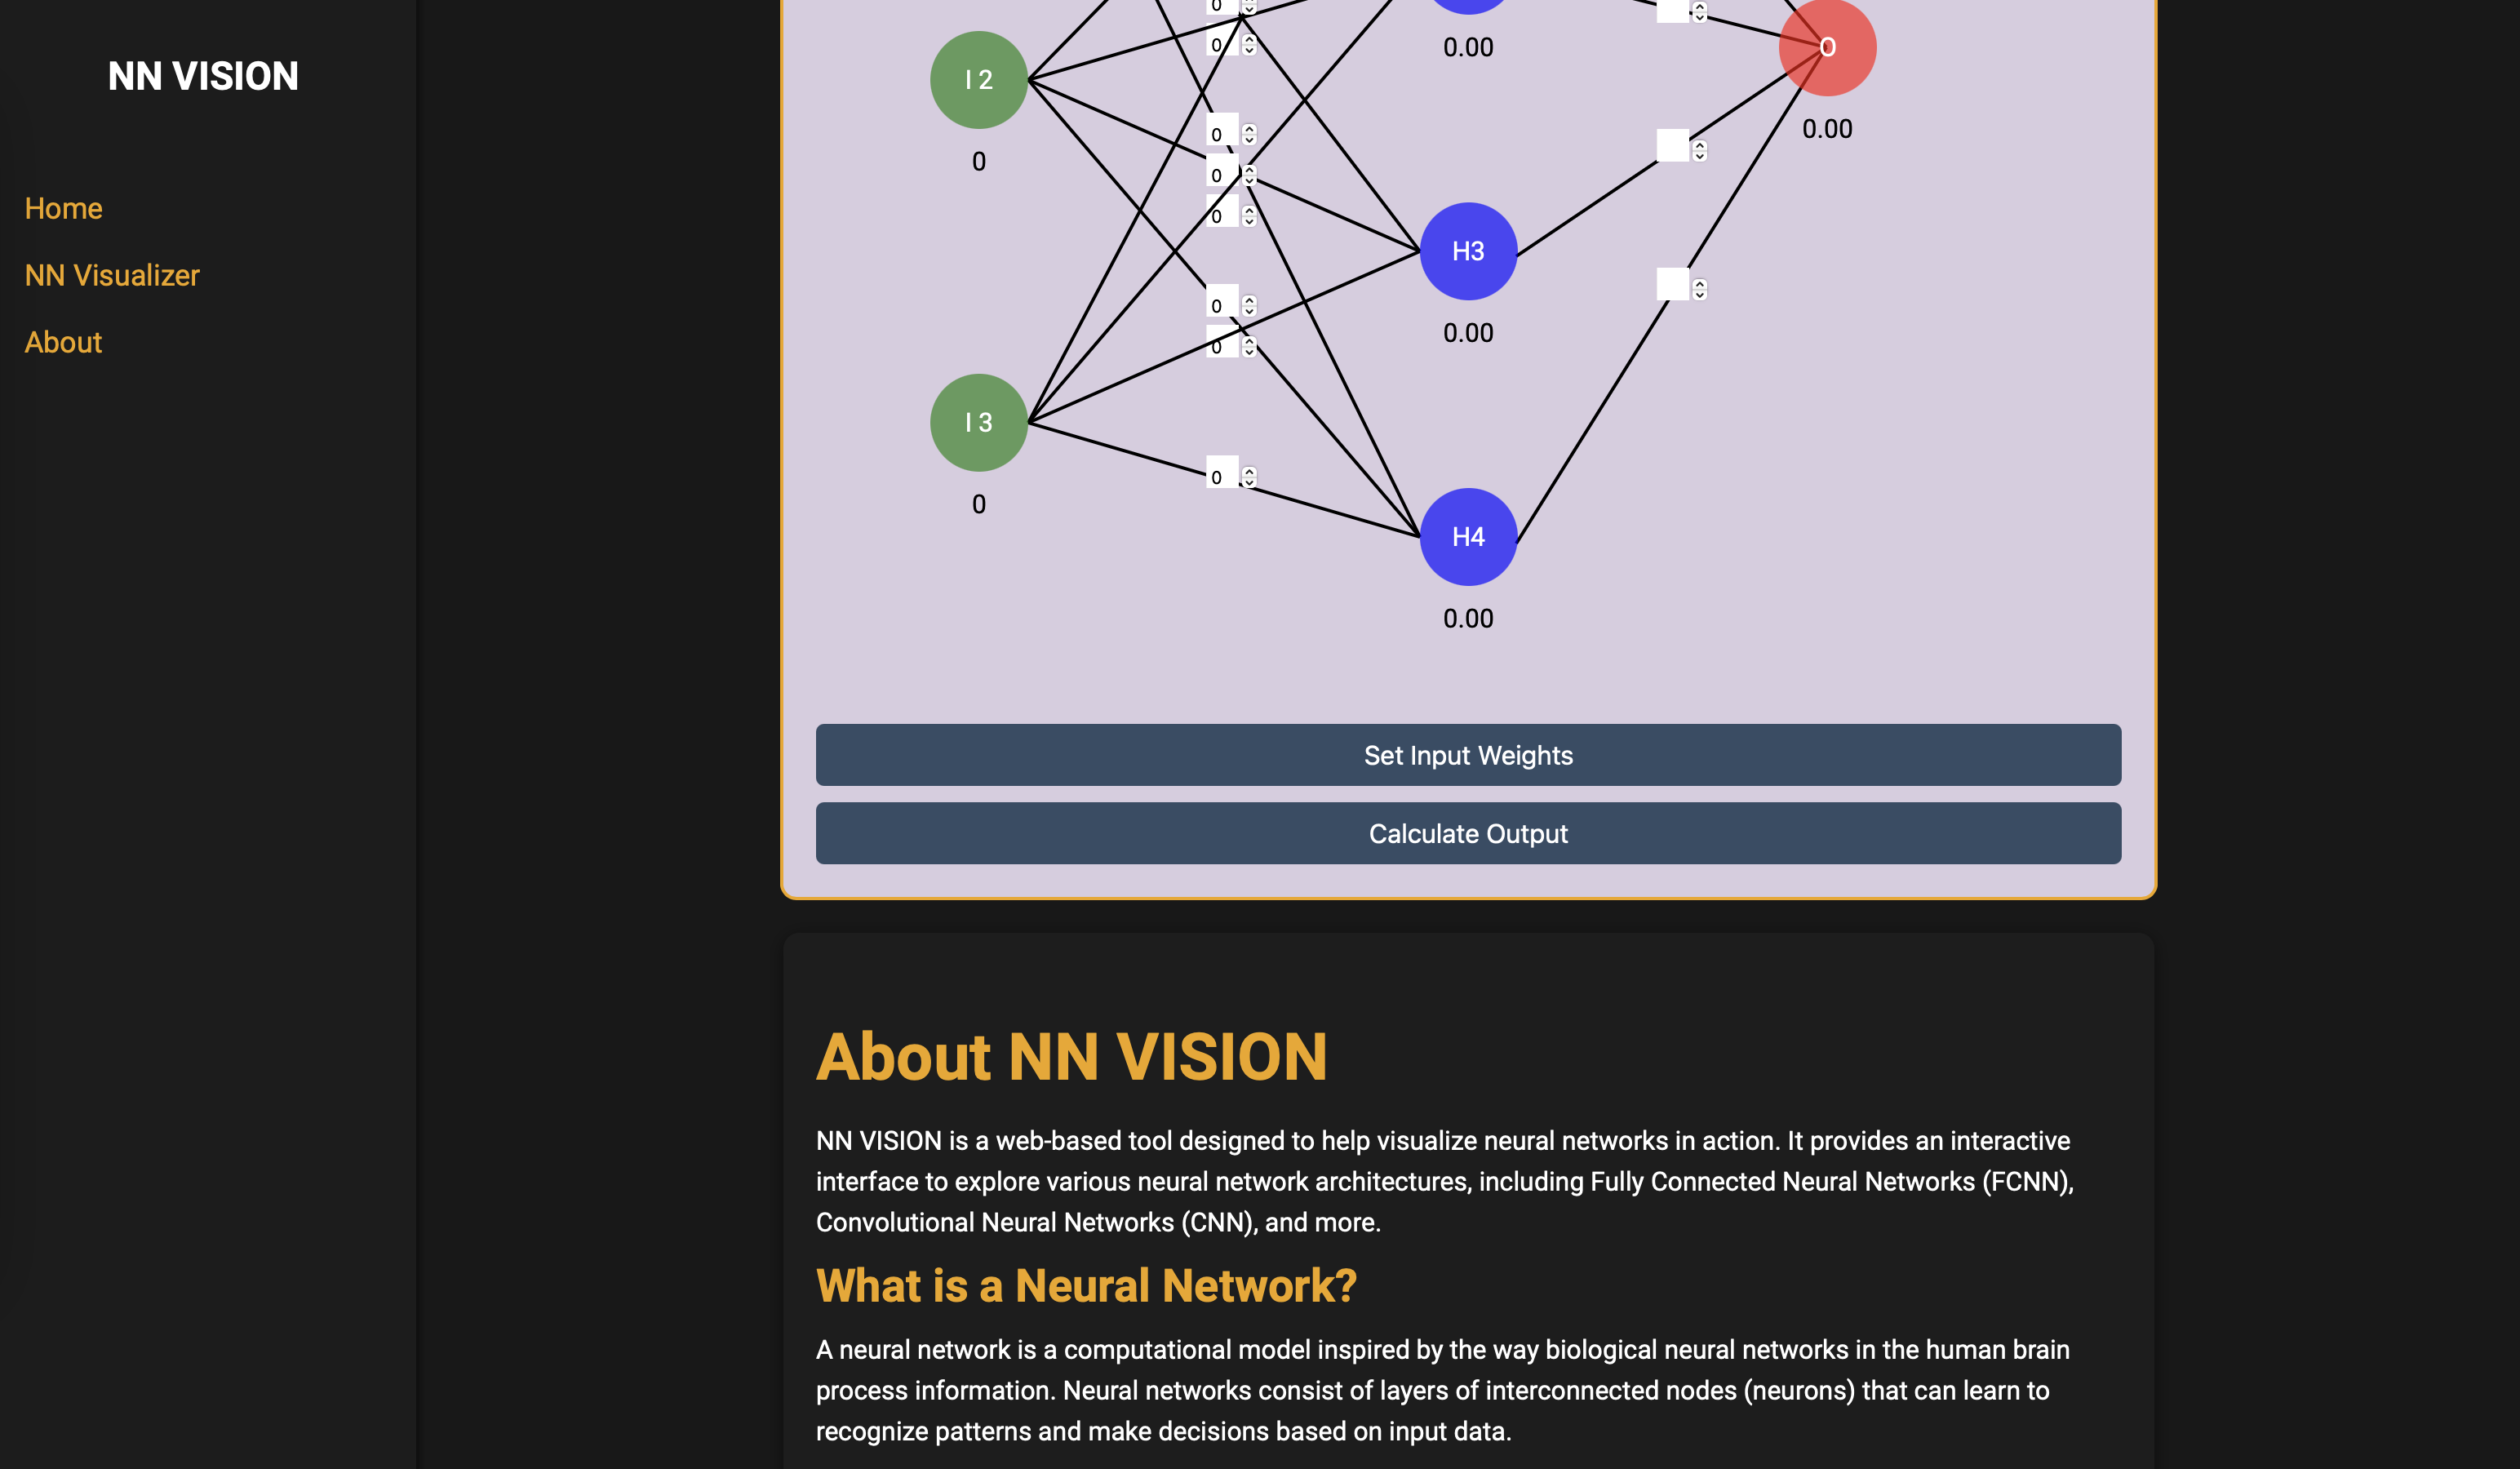 NN VISION
Home
NN Visualizer
About
0
0
0.00
O
0.00
I 2
0
0
0
0
H3
0.00
0
0
I 3
0
0
H4
0.00
Set Input Weights
Calculate Output
About NN VISION
NN VISION is a web-based tool designed to help visualize neural networks in action. It provides an interactive
interface to explore various neural network architectures, including Fully Connected Neural Networks (FCNN),
Convolutional Neural Networks (CNN), and more.
What is a Neural Network?
A neural network is a computational model inspired by the way biological neural networks in the human brain
process information. Neural networks consist of layers of interconnected nodes (neurons) that can learn to
recognize patterns and make decisions based on input data.